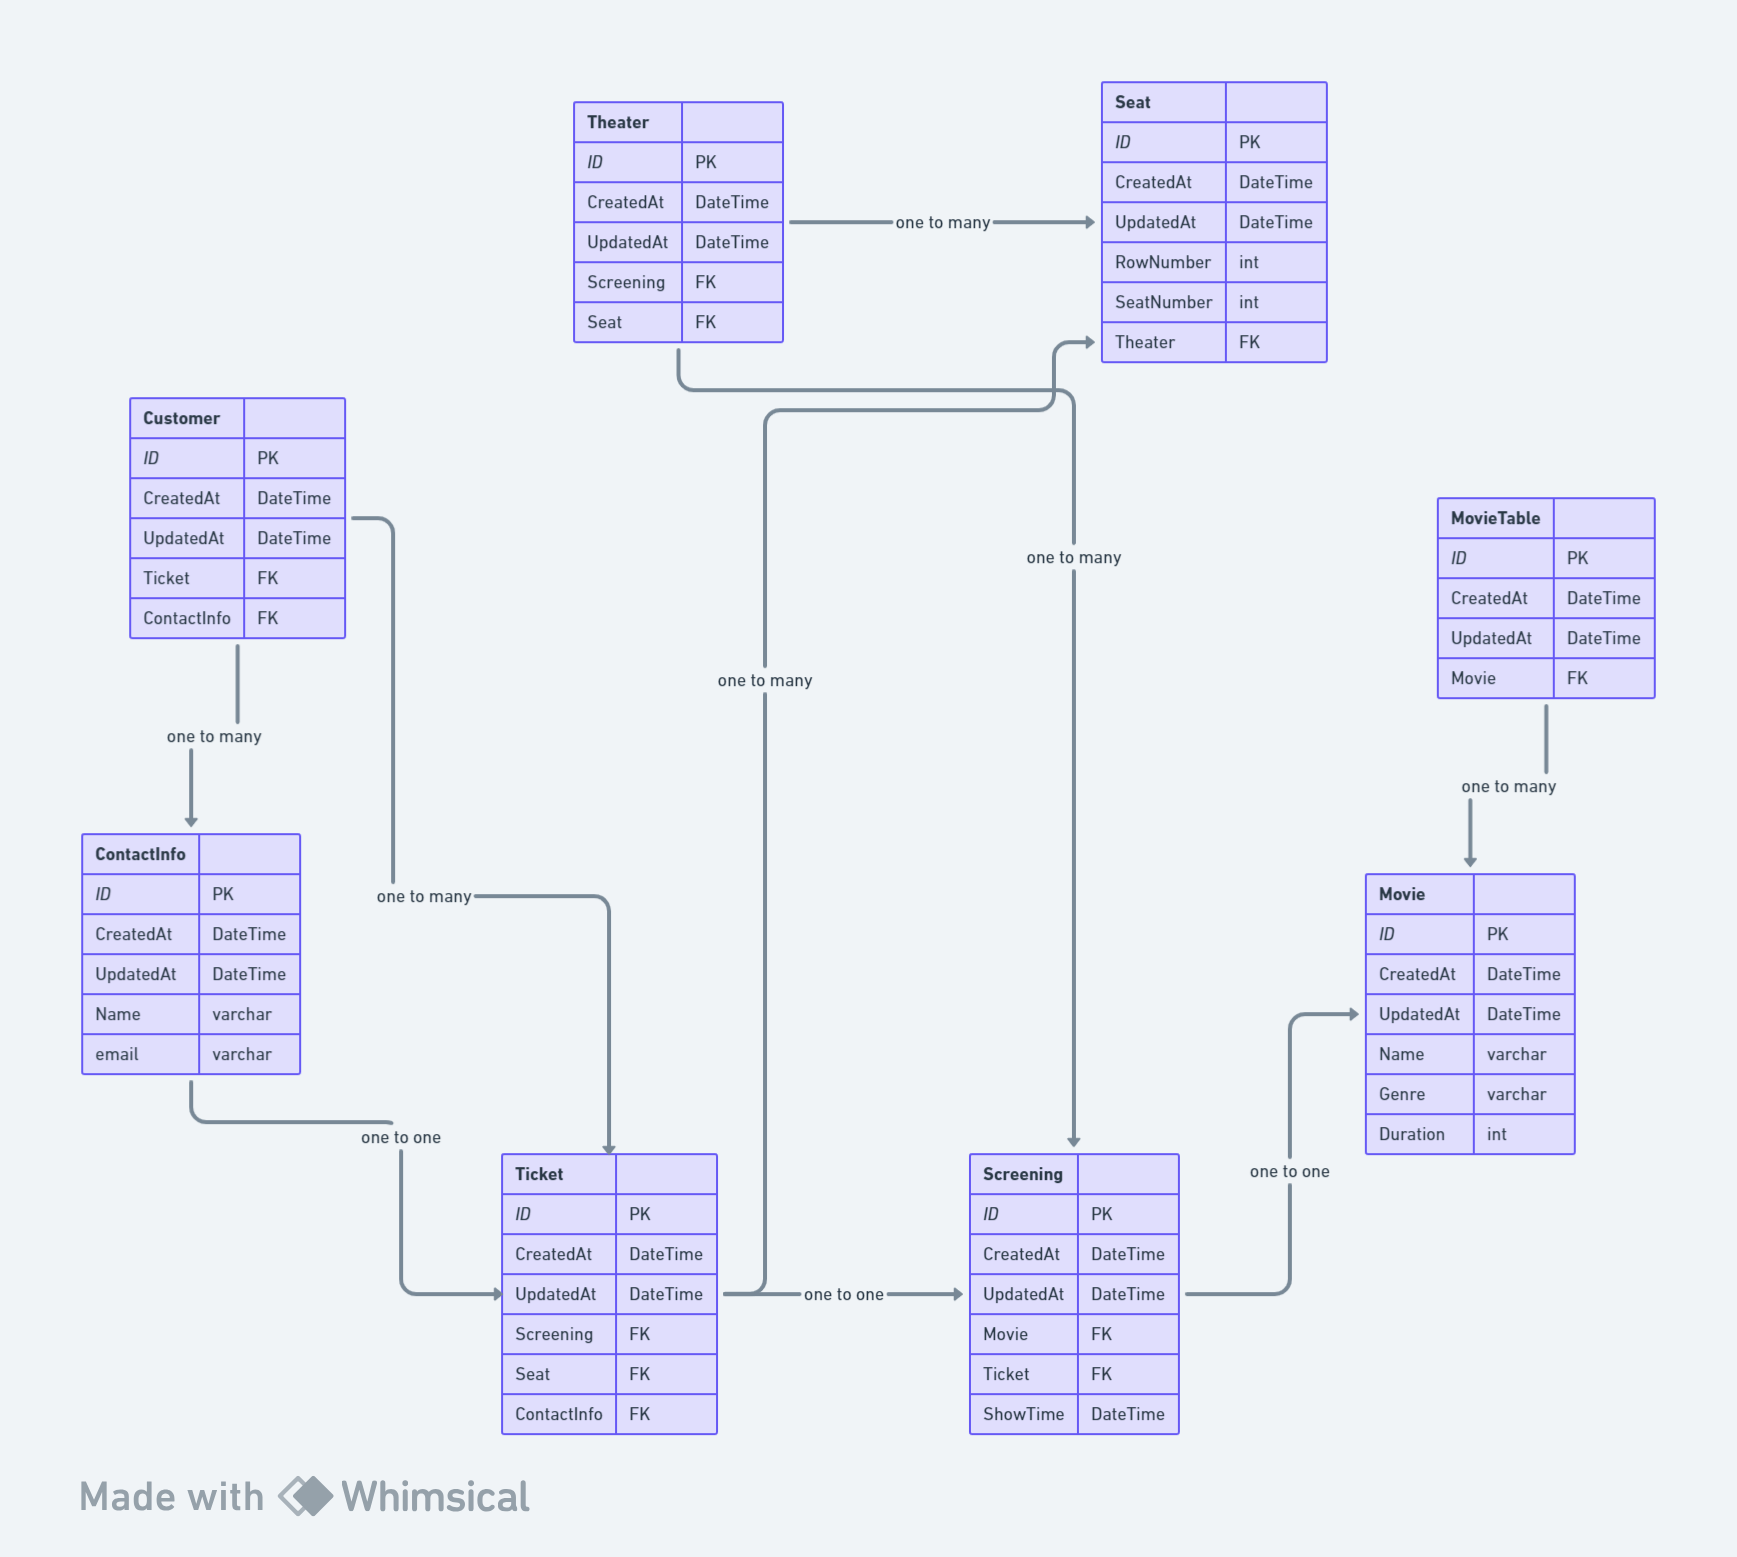 Theater
ID PK
CreatedAt DateTime
UpdatedAt DateTime
Screening FK
Seat FK
one to many
Seat
ID PK
CreatedAt DateTime
UpdatedAt DateTime
RowNumber int
SeatNumber int
Theater FK
Customer
ID PK
CreatedAt DateTime
UpdatedAt DateTime
Ticket FK
ContactInfo FK
one to many
one to many
one to many
one to many
MovieTable
ID PK
CreatedAt DateTime
UpdatedAt DateTime
Movie FK
one to many
ContactInfo
ID PK
CreatedAt DateTime
UpdatedAt DateTime
Name varchar
email varchar
one to one
Movie
ID PK
CreatedAt DateTime
UpdatedAt DateTime
Name varchar
Genre varchar
Duration int
one to one
Ticket
ID PK
CreatedAt DateTime
UpdatedAt DateTime
Screening FK
Seat FK
ContactInfo FK
one to one
Screening
ID PK
CreatedAt DateTime
UpdatedAt DateTime
Movie FK
Ticket FK
ShowTime DateTime
Made with Whimsical